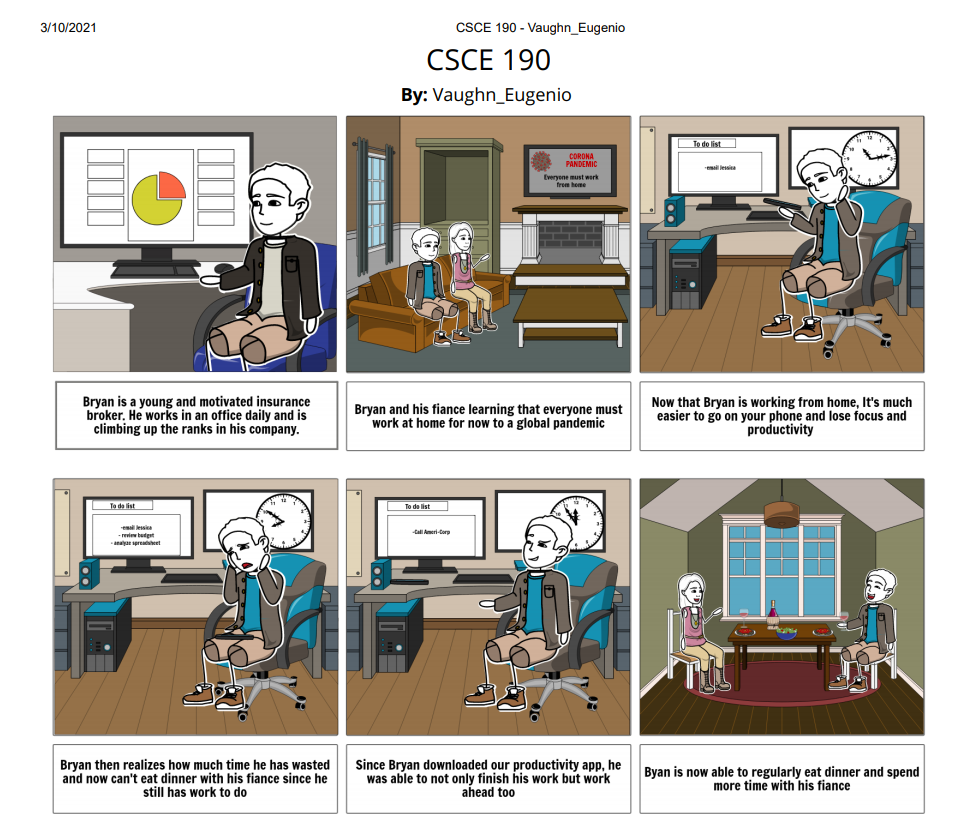 3/10/2021
CSCE 190 - Vaughn_Eugenio
CSCE 190
By: Vaughn_Eugenio
CORONA
PANDEMIC
Everyone must work
from home
To do list
-email Jessica
12
Bryan is a young and motivated insurance
broker. He works in an office daily and is
climbing up the ranks in his company.
Bryan and his fiance learning that everyone must
work at home for now to a global pandemic
Now that Bryan is working from home, It's much
easier to go on your phone and lose focus and
productivity
To do list
-email Jessica
- review budget
- analyze spreadsheet
To do list
-Call Ameri-Corp
Bryan then realizes how much time he has wasted
and now can't eat dinner with his fiance since he
still has work to do
Since Bryan downloaded our productivity app, he
was able to not only finish his work but work
ahead too
Byan is now able to regularly eat dinner and spend
more time with his fiance